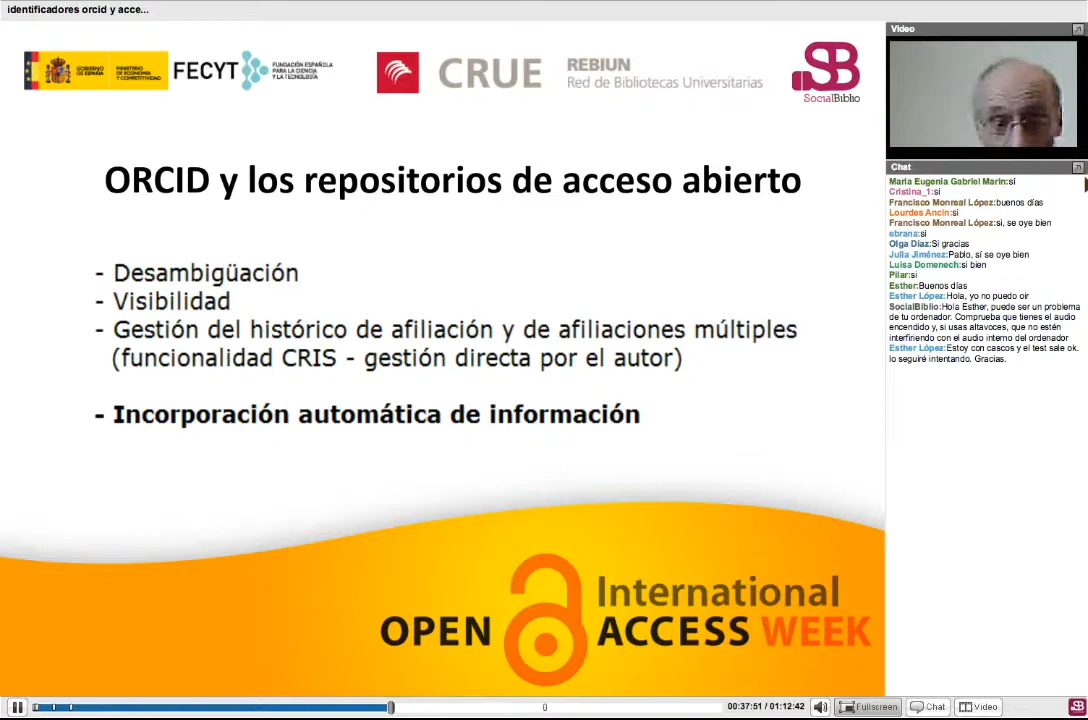 identificadores orcid y acce...
GOBIERNO
DE ESPAÑA
MINISTERIO
DE ECONOMÍA
Y COMPETITIVIDAD
FECYT
FUNDACIÓN ESPAÑOLA
PARA LA CIENCIA
Y LA TECNOLOGÍA
CRUE
REBIUN
Red de Bibliotecas Universitarias
SB
SocialBiblio
ORCID y los repositorios de acceso abierto
- Desambigüación
- Visibilidad
- Gestión del histórico de afiliación y de afiliaciones múltiples
(funcionalidad CRIS - gestión directa por el autor)
- Incorporación automática de información
International
OPEN ACCESS WEEK
Video
Chat
Maria Eugenia Gabriel Marin:sí
Cristina_1:si
Francisco Monreal López:buenos días
Lourdes Ancin:si
Francisco Monreal López:si, se oye bien
ebrana:si
Olga Díaz:Si gracias
Julia Jiménez:Pablo, sí se oye bien
Luisa Domenech:si bien
Pilar:si
Esther:Buenos días
Esther López:Hola, yo no puedo oir
SocialBiblio:Hola Esther, puede ser un problema
de tu ordenador. Comprueba que tienes el audio
encendido y, si usas altavoces, que no estén
interfiriendo con el audio interno del ordenador
Esther López:Estoy con cascos y el test sale ok.
lo seguiré intentando. Gracias.
00:37:51 / 01:12:42
Fullscreen
Chat
Video
SB